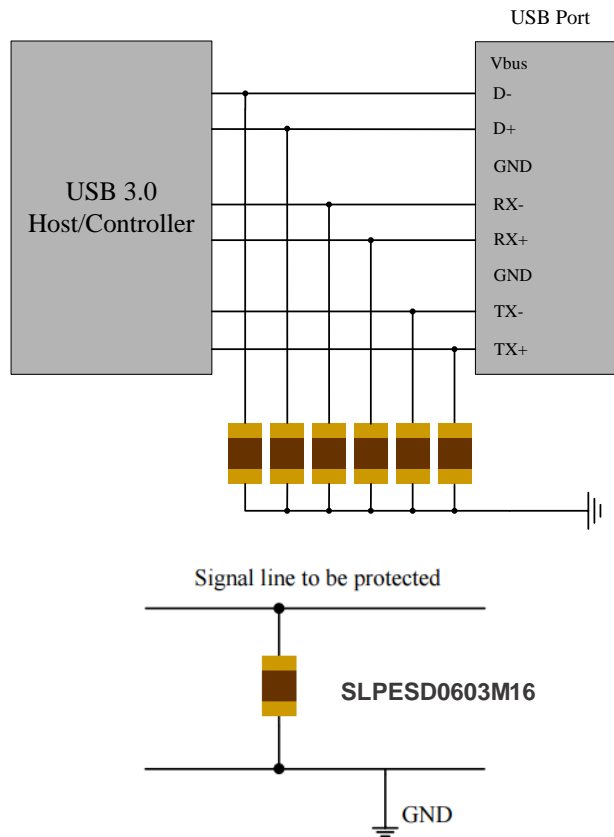 USB Port
Vbus
D-
D+
GND
USB 3.0
Host/Controller
RX-
RX+
GND
TX-
TX+
Signal line to be protected
SLPESD0603M16
GND